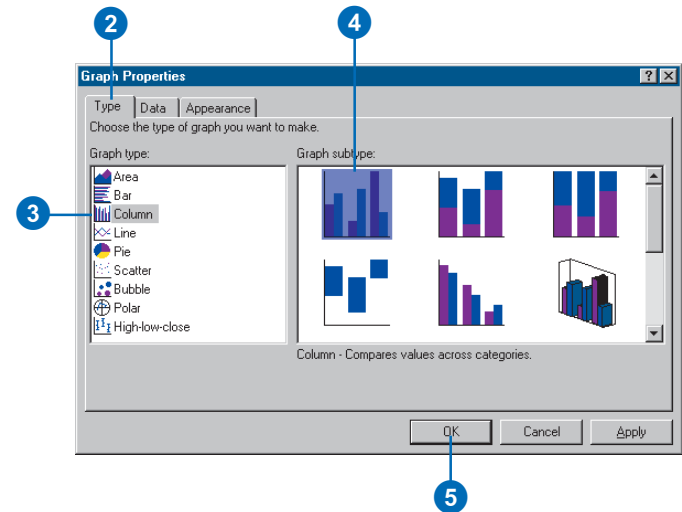 2
4
Graph Properties
Type Data Appearance
Choose the type of graph you want to make.
Graph type:
Graph subtype:
Area
Bar
3
Column
Line
Pie
Scatter
Bubble
Polar
High-low-close
Column - Compares values across categories.
OK Cancel Apply
5